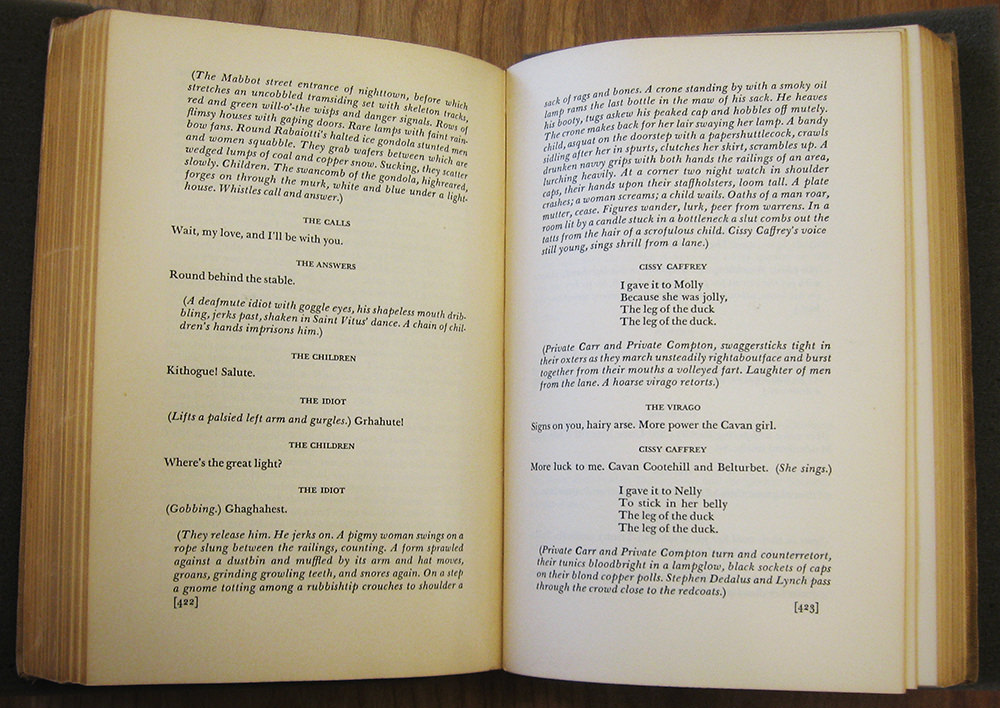 (The Mabbot street entrance of nighttown, before which
stretches an uncobbled tramsiding set with skeleton tracks,
red and green will-o'-the wisps and danger signals. Rows of
flimsy houses with gaping doors. Rare lamps with faint rain-
bow fans. Round Rabaiotti's halted ice gondola stunted men
and women squabble. They grab wafers between which are
wedged lumps of coal and copper snow. Sucking, they scatter
slowly. Children. The swancomb of the gondola, highreared,
forges on through the murk, white and blue under a light-
house. Whistles call and answer.)
THE CALLS
Wait, my love, and I'll be with you.
THE ANSWERS
Round behind the stable.
(A deafmute idiot with goggle eyes, his shapeless mouth drib-
bling, jerks past, shaken in Saint Vitus' dance. A chain of chil-
dren's hands imprisons him.)
THE CHILDREN
Kithogue! Salute.
THE IDIOT
(Lifts a palsied left arm and gurgles.) Grhahute!
THE CHILDREN
Where's the great light?
THE IDIOT
(Gobbing.) Ghaghahest.
(They release him. He jerks on. A pigmy woman swings on a
rope slung between the railings, counting. A form sprawled
against a dustbin and muffled by its arm and hat moves,
groans, grinding growling teeth, and snores again. On a step
a gnome totting among a rubbishtip crouches to shoulder a
[422]
sack of rags and bones. A crone standing by with a smoky oil
lamp rams the last bottle in the maw of his sack. He heaves
his booty, tugs askew his peaked cap and hobbles off mutely.
The crone makes back for her lair swaying her lamp. A bandy
child, asquat on the doorstep with a papershuttlecock, crawls
sidling after her in spurts, clutches her skirt, scrambles up. A
drunken navvy grips with both hands the railings of an area,
lurching heavily. At a corner two night watch in shoulder
caps, their hands upon their staffholsters, loom tall. A plate
crashes; a woman screams; a child wails. Oaths of a man roar,
mutter, cease. Figures wander, lurk, peer from warrens. In a
room lit by a candle stuck in a bottleneck a slut combs out the
tatts from the hair of a scrofulous child. Cissy Caffrey's voice
still young, sings shrill from a lane.)
CISSY CAFFREY
I gave it to Molly
Because she was jolly,
The leg of the duck
The leg of the duck.
(Private Carr and Private Compton, swaggersticks tight in
their oxters as they march unsteadily rightaboutface and burst
together from their mouths a volleyed fart. Laughter of men
from the lane. A hoarse virago retorts.)
THE VIRAGO
Signs on you, hairy arse. More power the Cavan girl.
CISSY CAFFREY
More luck to me. Cavan Cootehill and Belturbet. (She sings.)
I gave it to Nelly
To stick in her belly
The leg of the duck
The leg of the duck.
(Private Carr and Private Compton turn and counterretort,
their tunics bloodbright in a lampglow, black sockets of caps
on their blond copper polls. Stephen Dedalus and Lynch pass
through the crowd close to the redcoats.)
[423]